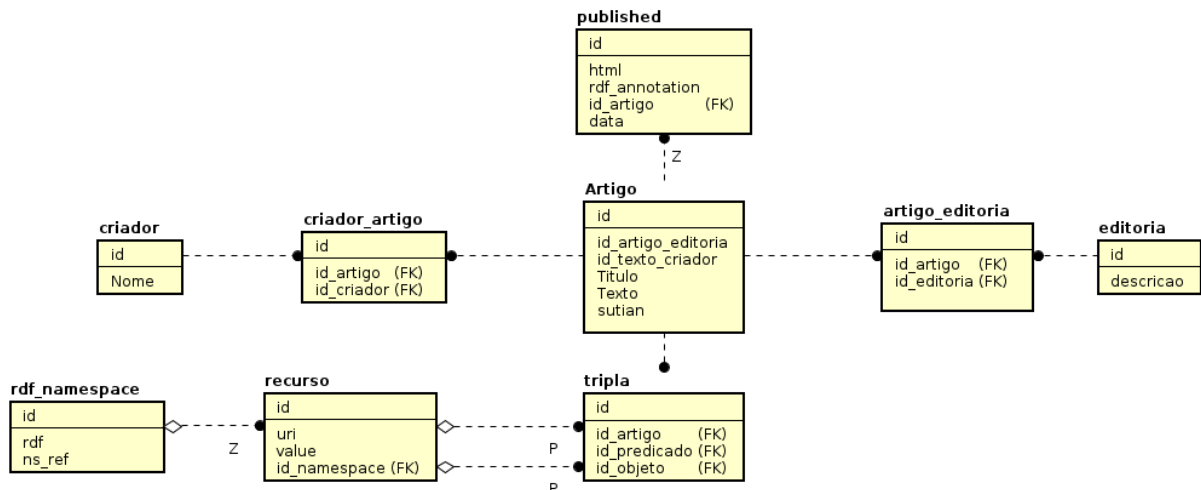 published
id
html
rdf_annotation
id_artigo (FK)
data
Z
Artigo
id
id_artigo_editoria
id_texto_criador
Titulo
Texto
sutian
criador
id
Nome
criador_artigo
id
id_artigo (FK)
id_criador (FK)
artigo_editoria
id
id_artigo (FK)
id_editoria (FK)
editoria
id
descricao
rdf_namespace
id
rdf
ns_ref
Z
recurso
id
uri
value
id_namespace (FK)
P
P
tripla
id
id_artigo (FK)
id_predicado (FK)
id_objeto (FK)